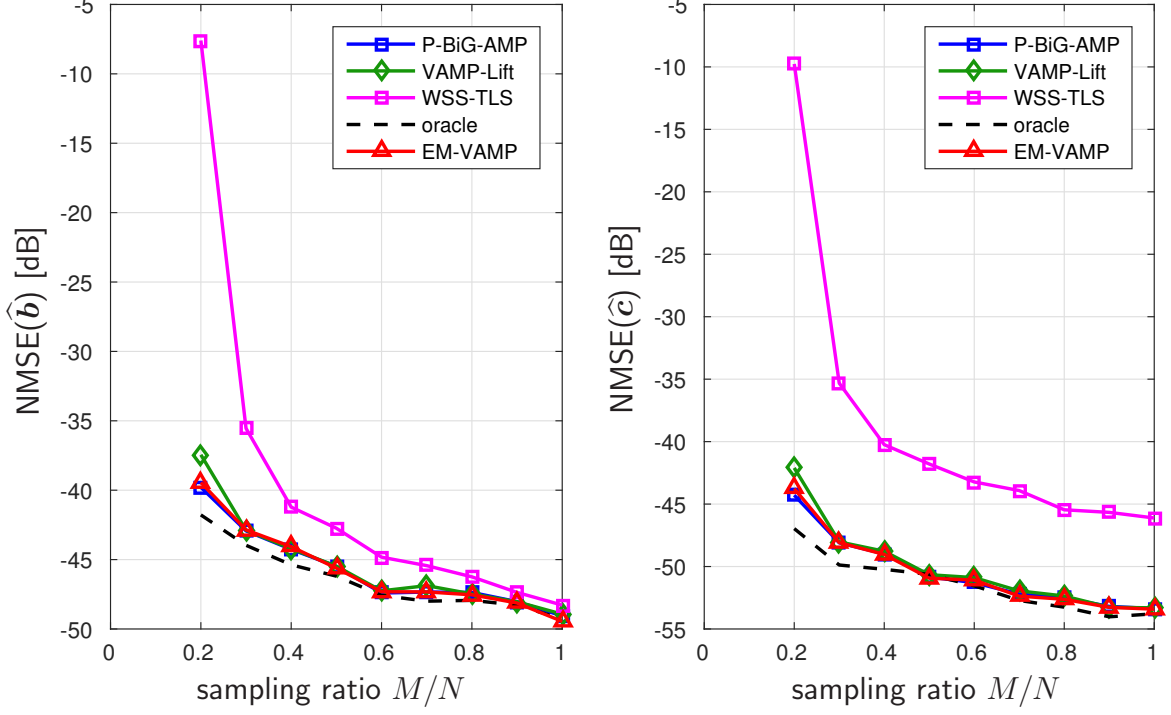 -5
-10
-15
-20
-25
-30
-35
-40
-45
-50
0
0.2
0.4
0.6
0.8
1
NMSE(b̂) [dB]
sampling ratio M/N
P-BiG-AMP
VAMP-Lift
WSS-TLS
oracle
EM-VAMP
-5
-10
-15
-20
-25
-30
-35
-40
-45
-50
-55
0
0.2
0.4
0.6
0.8
1
NMSE(ĉ) [dB]
sampling ratio M/N
P-BiG-AMP
VAMP-Lift
WSS-TLS
oracle
EM-VAMP